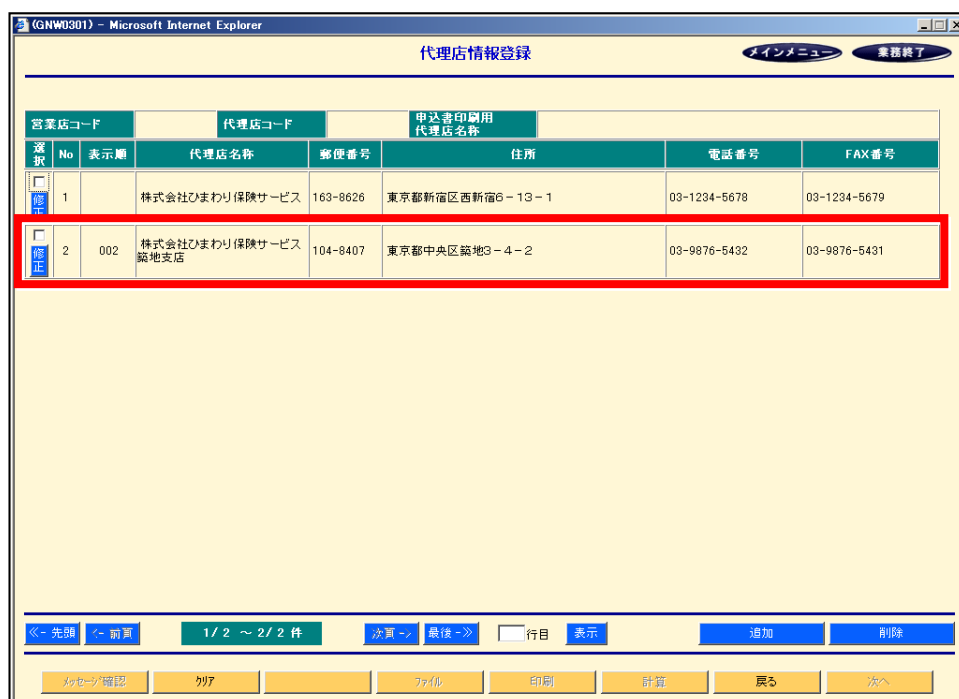 (GNW0301) - Microsoft Internet Explorer
代理店情報登録
メインメニュー
業務終了
営業店コード
代理店コード
申込書印刷用
代理店名称
選択 No 表示順 代理店名称 郵便番号 住所 電話番号 FAX番号
修正 1 株式会社ひまわり保険サービス 163-8626 東京都新宿区西新宿6-13-1 03-1234-5678 03-1234-5679
修正 2 002 株式会社ひまわり保険サービス
築地支店 104-8407 東京都中央区築地3-4-2 03-9876-5432 03-9876-5431
≪- 先頭 <- 前頁 1/ 2 ~ 2/ 2 件 次頁 -> 最後 -≫ 行目 表示 追加 削除
メッセージ確認 クリア ファイル 印刷 計算 戻る 次へ